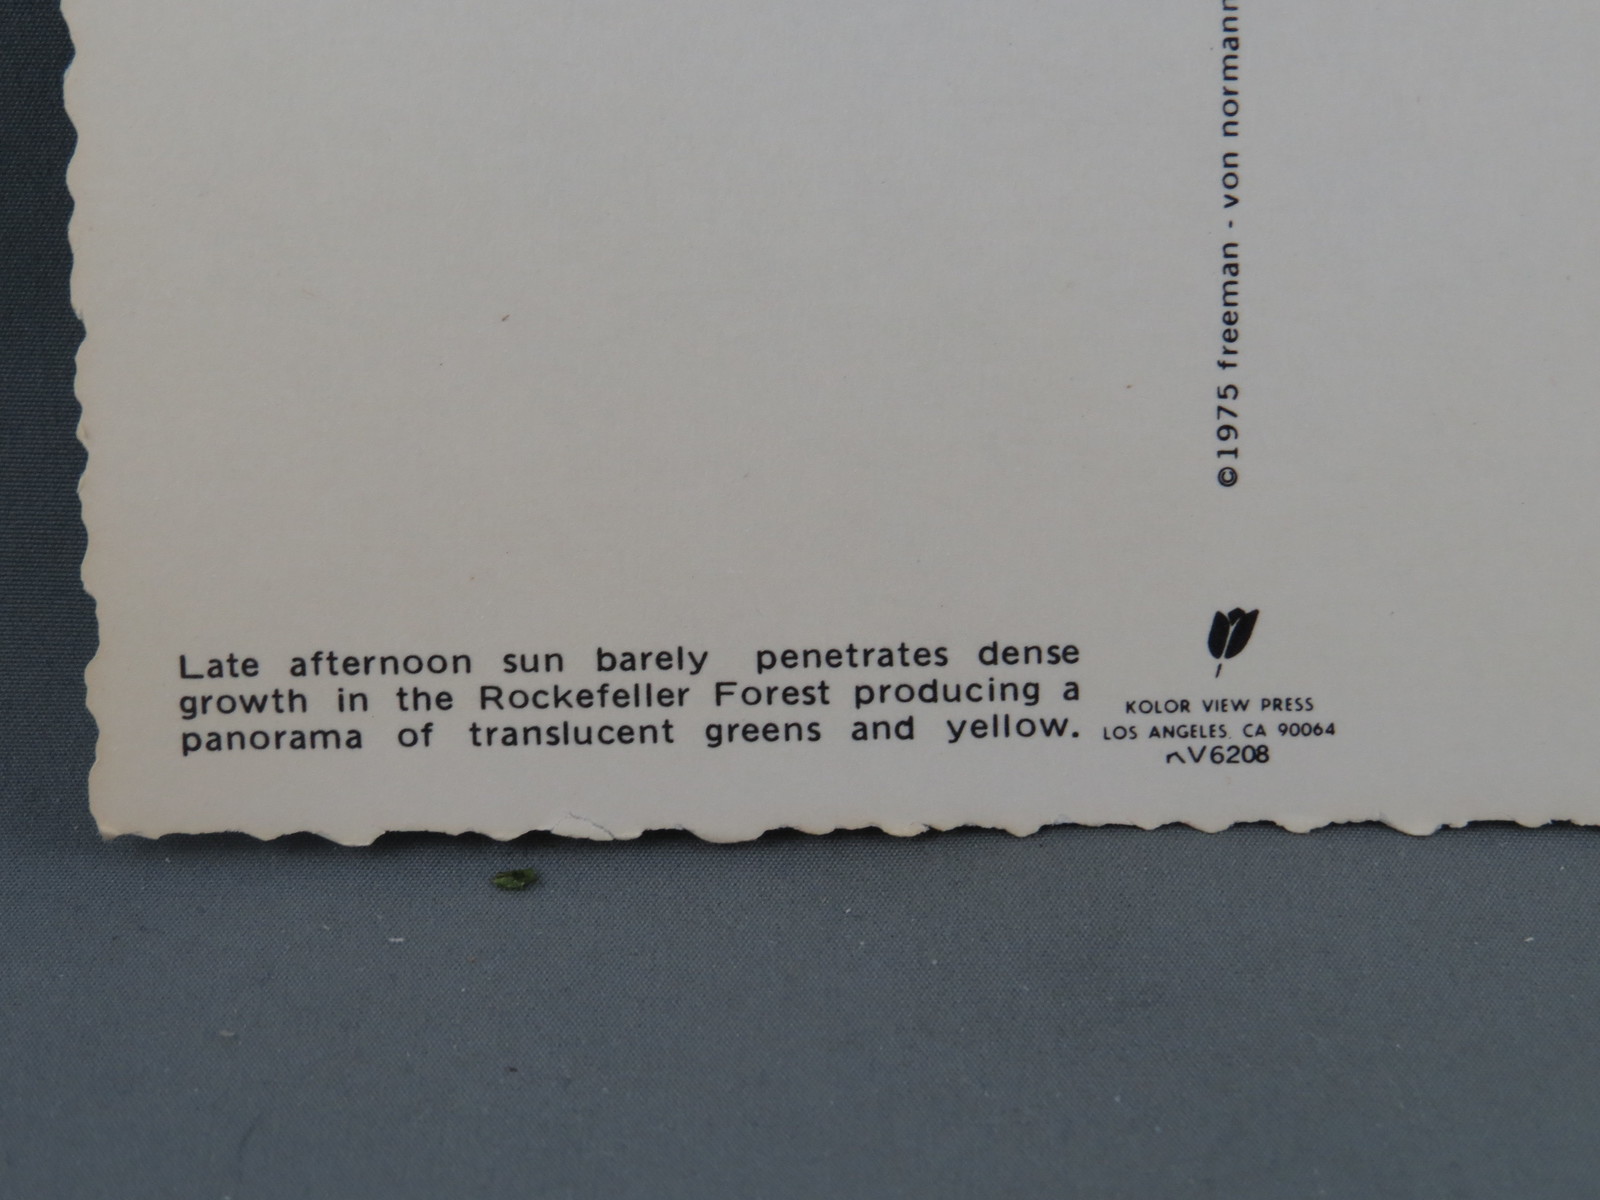 ©1975 freeman - von normann
Late afternoon sun barely penetrates dense
growth in the Rockefeller Forest producing a
panorama of translucent greens and yellow.
KOLOR VIEW PRESS
LOS ANGELES, CA 90064
V6208